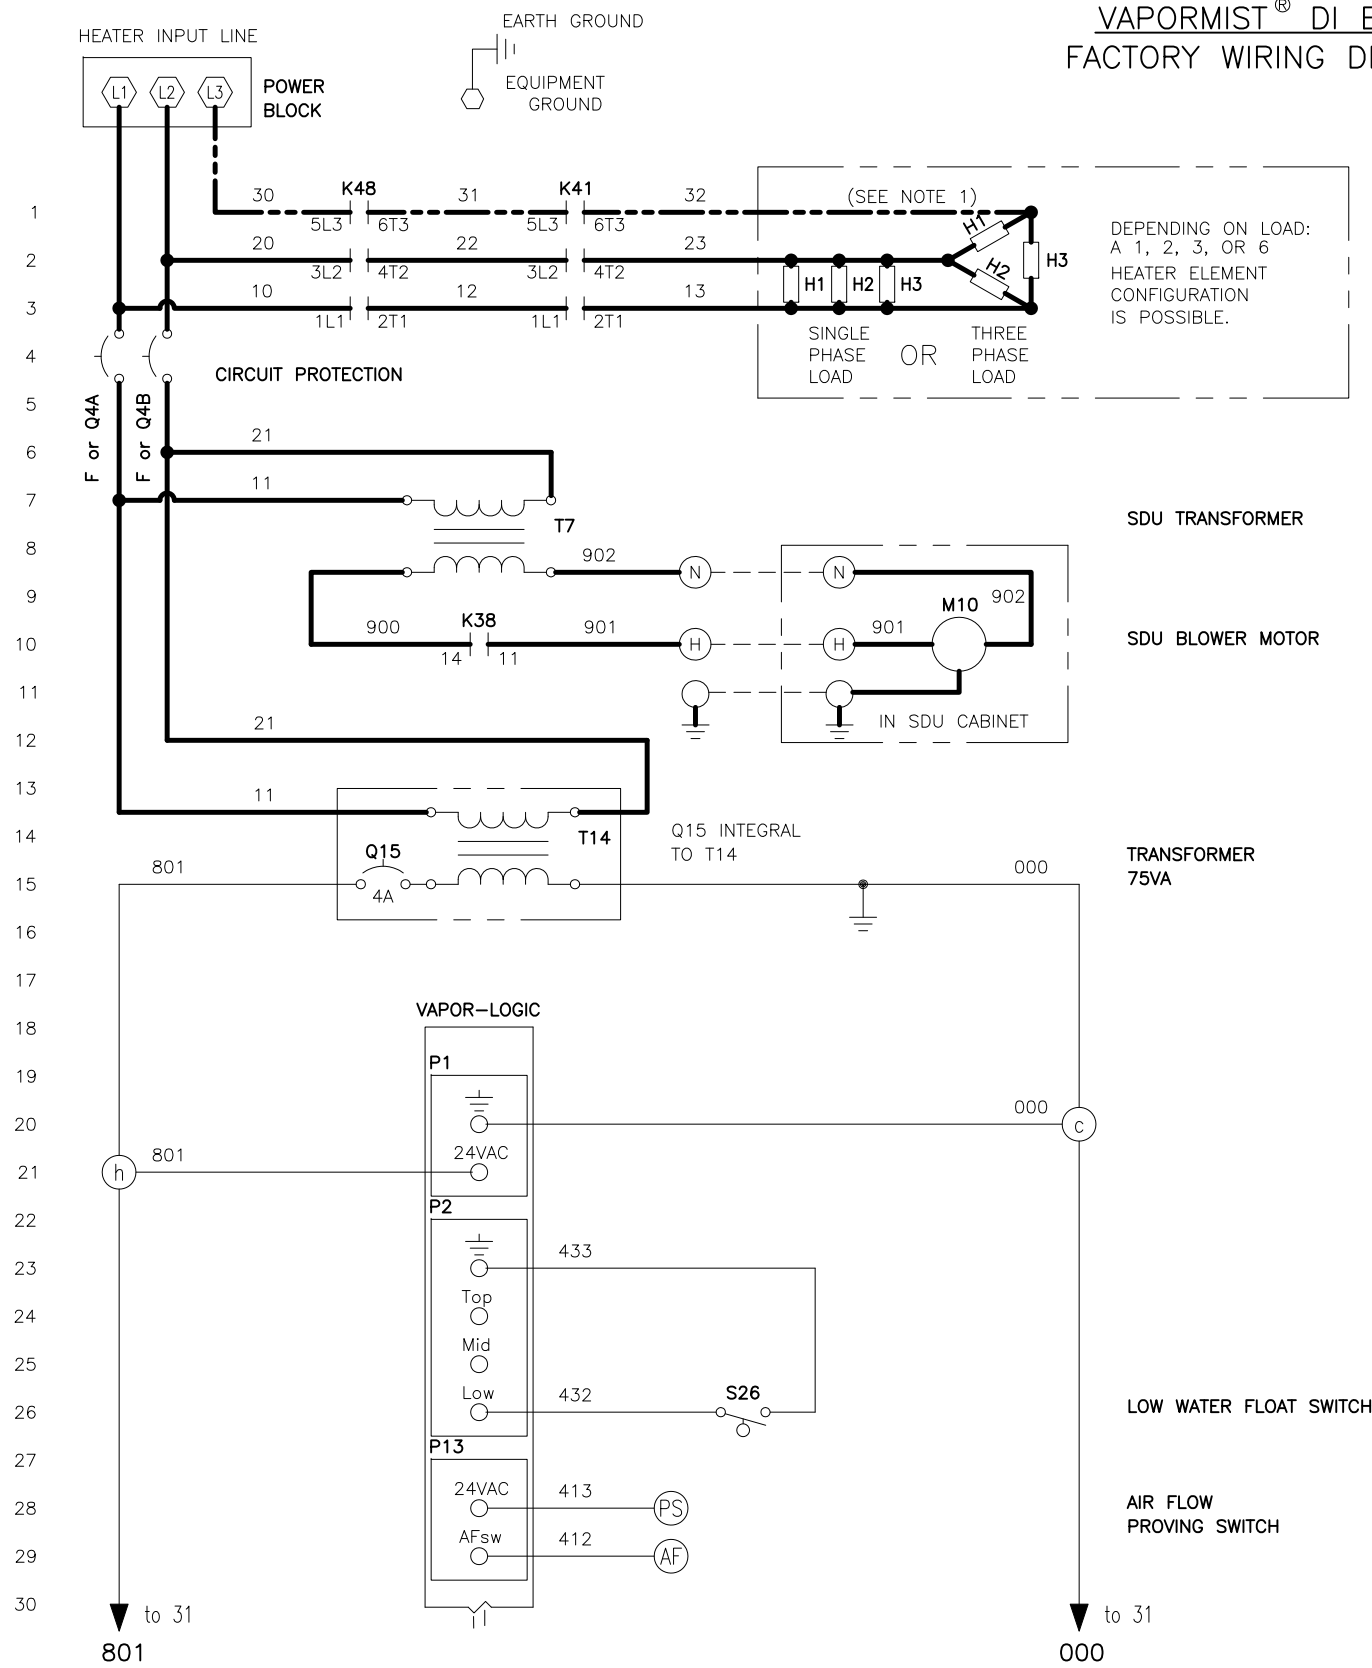 VAPORMIST® DI E
FACTORY WIRING DI
HEATER INPUT LINE
EARTH GROUND
L1 L2 L3
POWER
BLOCK
EQUIPMENT
GROUND
1
30 K48 31 K41 32 (SEE NOTE 1)
5L3 6T3 5L3 6T3
H1
DEPENDING ON LOAD:
A 1, 2, 3, OR 6
HEATER ELEMENT
CONFIGURATION
IS POSSIBLE.
2
20 22 23
3L2 4T2 3L2 4T2
H1 H2 H3 H2 H3
3
10 12 13
1L1 2T1 1L1 2T1
SINGLE
PHASE
LOAD
OR
THREE
PHASE
LOAD
4
CIRCUIT PROTECTION
5
F or Q4A
F or Q4B
6
21
7
11
T7
SDU TRANSFORMER
8
902 N N
9
M10 902
10
900 K38 901 H H 901
14 11
SDU BLOWER MOTOR
11
IN SDU CABINET
12
21
13
11
14
T14
Q15 INTEGRAL
TO T14
Q15
4A
TRANSFORMER
75VA
15
801 000
16
17
18
VAPOR-LOGIC
19
P1
20
000 c
24VAC
21
h 801
22
P2
23
433
24
Top
25
Mid
26
Low
432 S26
LOW WATER FLOAT SWITCH
27
P13
28
24VAC
413 PS
AIR FLOW
PROVING SWITCH
29
AFsw
412 AF
30
to 31 to 31
801 000